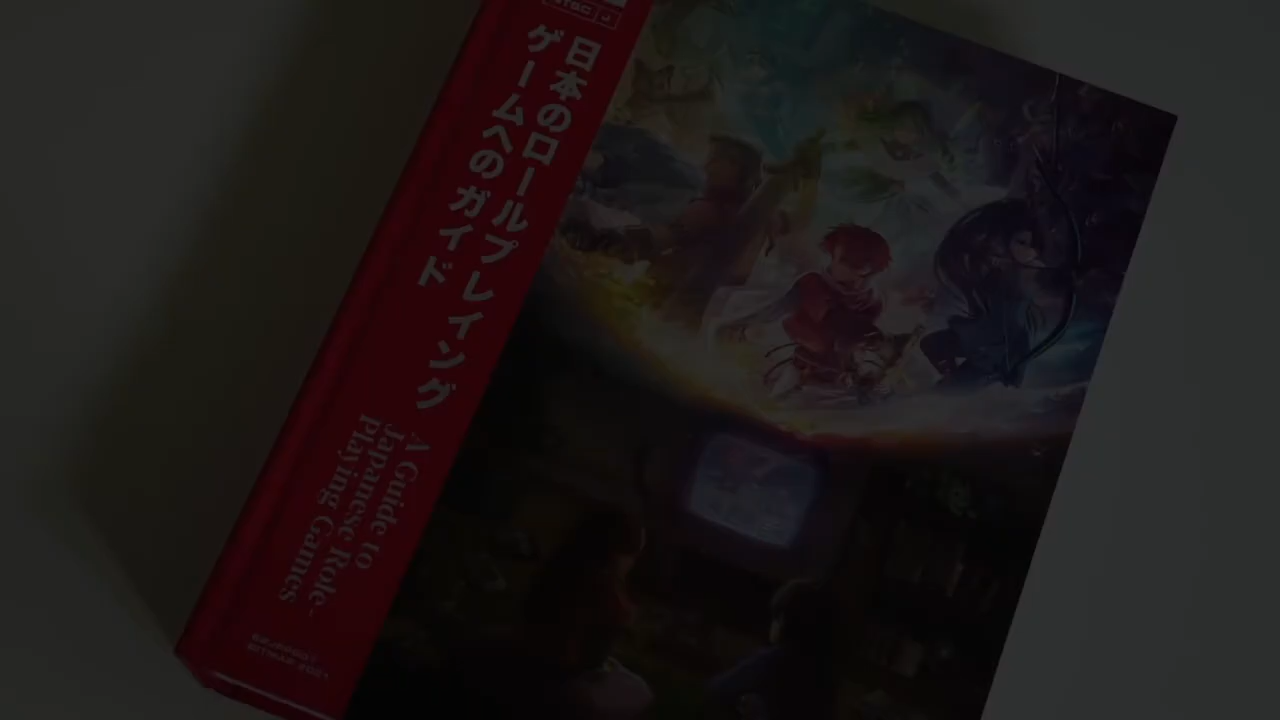 日本のロールプレイング
ゲームへのガイド
A Guide to
Japanese Role-
Playing Games